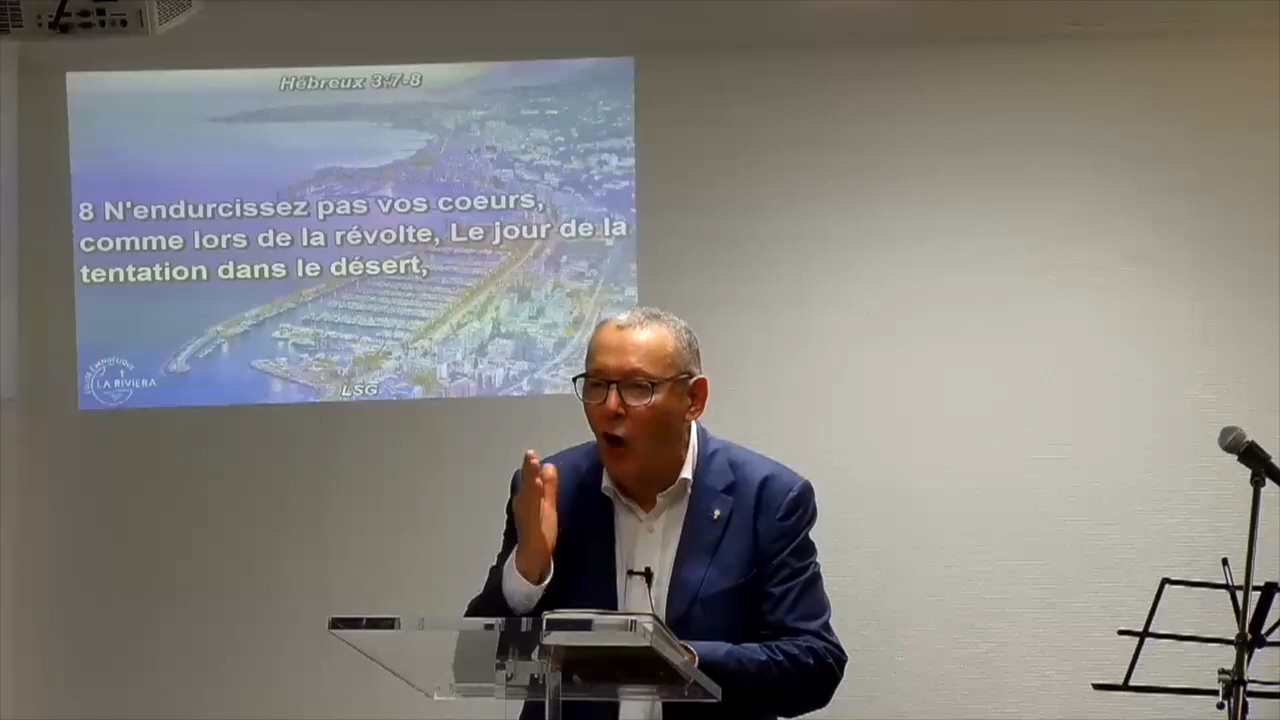 Hébreux 3:7-8
8 N'endurcissez pas vos coeurs,
comme lors de la révolte, Le jour de la
tentation dans le désert,
LA RIVIERA
LSG